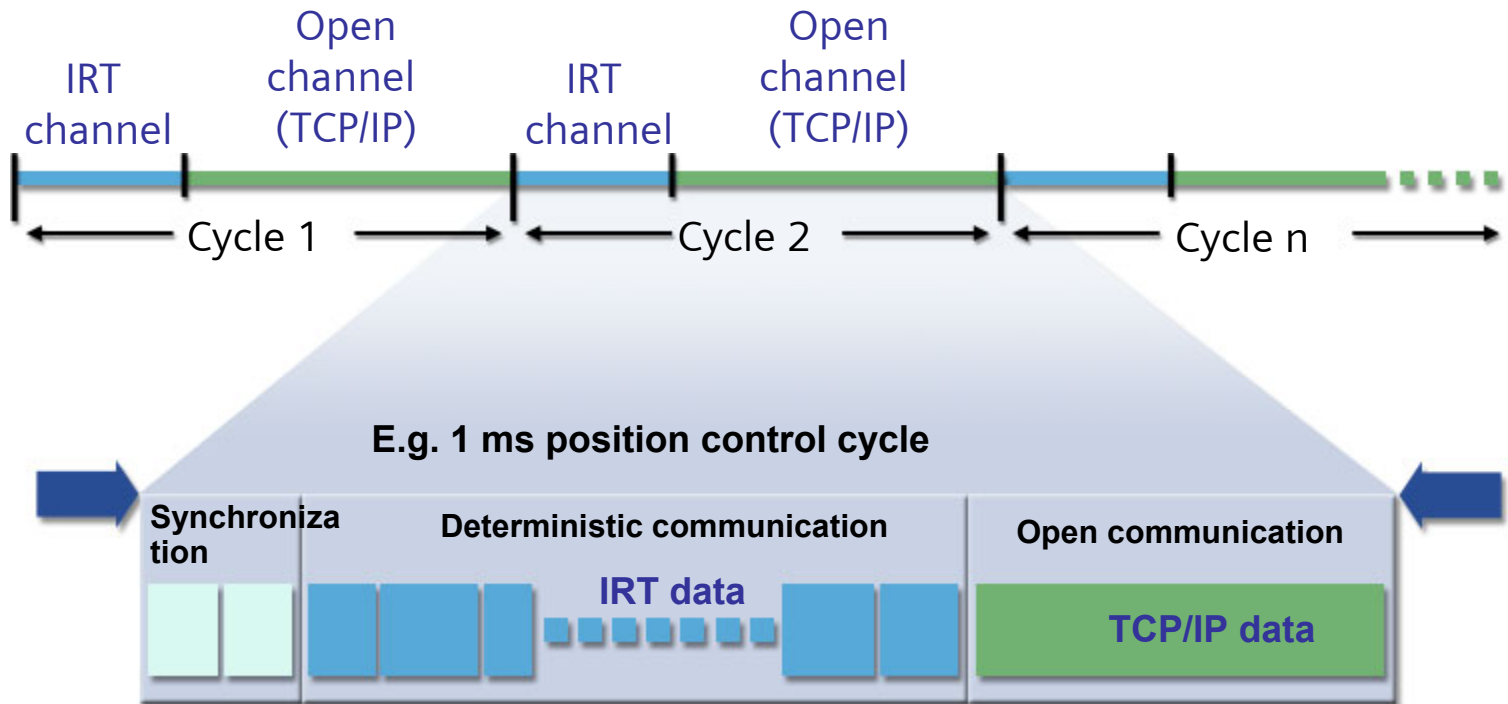 IRT
channel
Open
channel
(TCP/IP)
IRT
channel
Open
channel
(TCP/IP)
Cycle 1
Cycle 2
Cycle n
E.g. 1 ms position control cycle
Synchroniza
tion
Deterministic communication
Open communication
IRT data
TCP/IP data